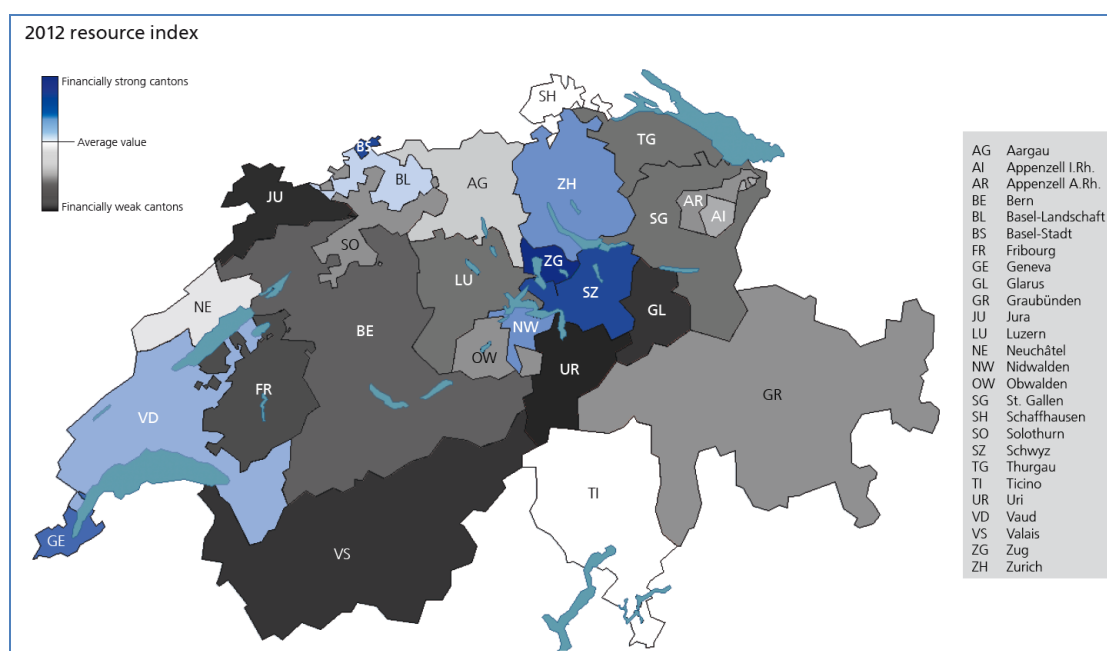 2012 resource index
Financially strong cantons
Average value
Financially weak cantons
SH
TG
BS
BL
AG
ZH
JU
AR
AI
SG
SO
ZG
LU
SZ
NE
GL
NW
BE
OW
UR
FR
GR
VD
TI
GE
VS
AG Aargau
AI Appenzell I.Rh.
AR Appenzell A.Rh.
BE Bern
BL Basel-Landschaft
BS Basel-Stadt
FR Fribourg
GE Geneva
GL Glarus
GR Graubünden
JU Jura
LU Luzern
NE Neuchâtel
NW Nidwalden
OW Obwalden
SG St. Gallen
SH Schaffhausen
SO Solothurn
SZ Schwyz
TG Thurgau
TI Ticino
UR Uri
VD Vaud
VS Valais
ZG Zug
ZH Zurich